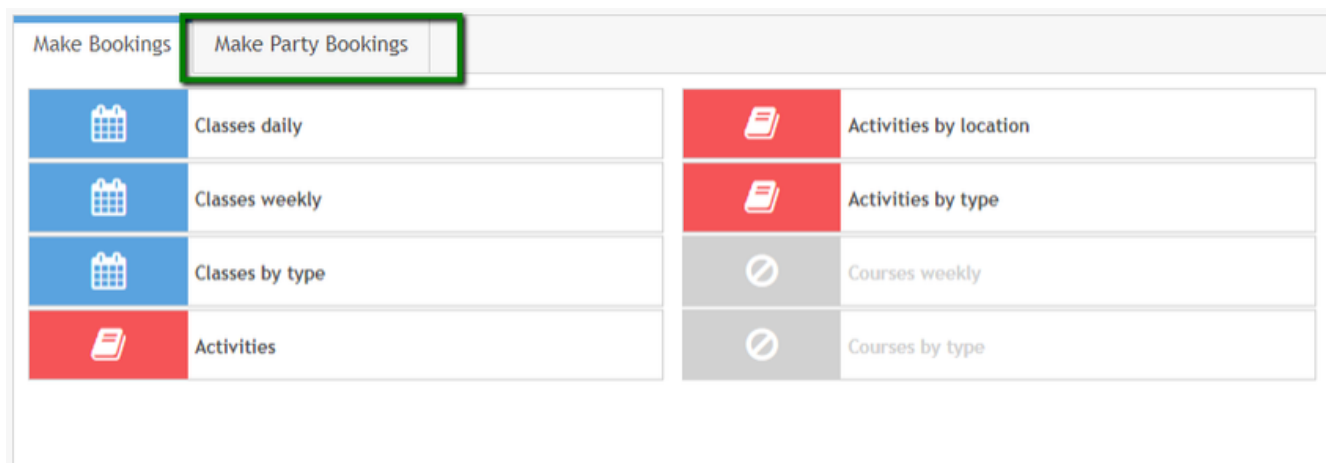 Make Bookings
Make Party Bookings
Classes daily
Activities by location
Classes weekly
Activities by type
Classes by type
Courses weekly
Activities
Courses by type